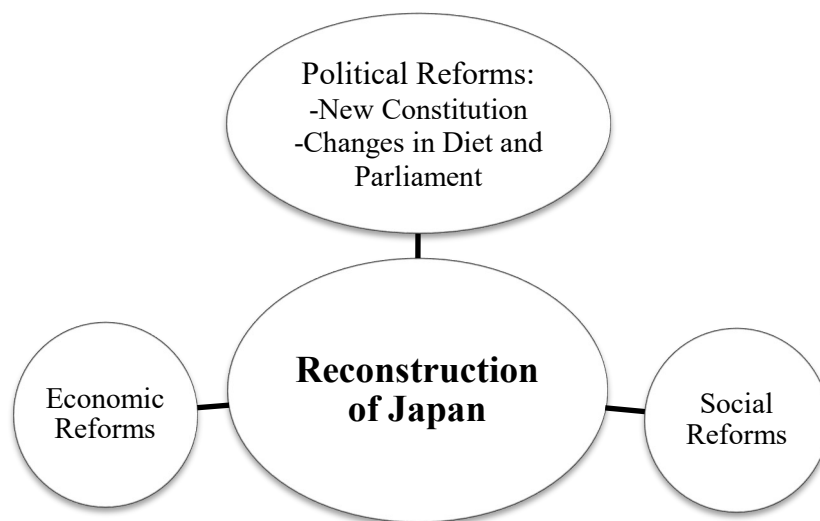 Political Reforms:
-New Constitution
-Changes in Diet and
Parliament
Reconstruction
of Japan
Economic
Reforms
Social
Reforms